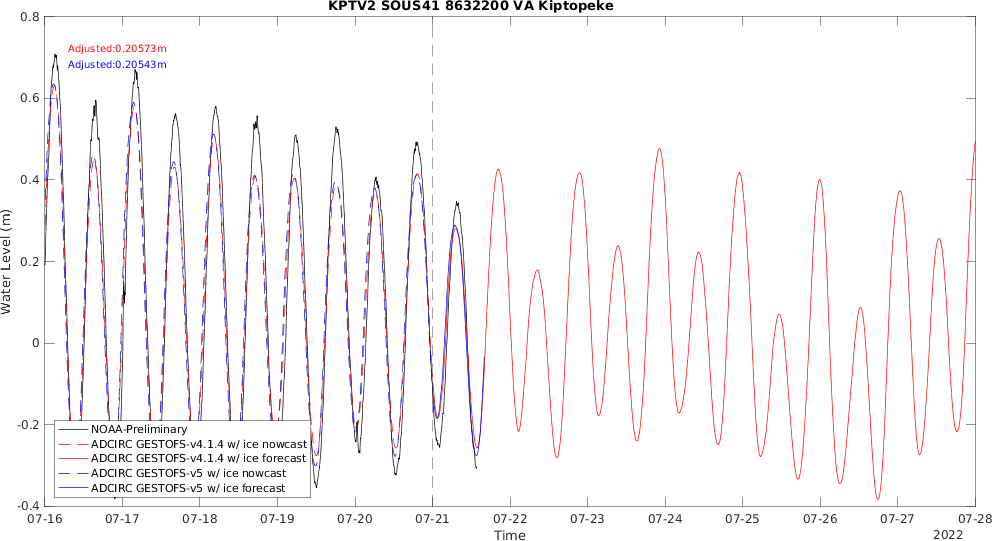 KPTV2 SOUS41 8632200 VA Kiptopeke
Adjusted:0.20573m
Adjusted:0.20543m
0.8
0.6
0.4
0.2
0
-0.2
-0.4
Water Level (m)
NOAA-Preliminary
ADCIRC GESTOFS-v4.1.4 w/ ice nowcast
ADCIRC GESTOFS-v4.1.4 w/ ice forecast
ADCIRC GESTOFS-v5 w/ ice nowcast
ADCIRC GESTOFS-v5 w/ ice forecast
07-16 07-17 07-18 07-19 07-20 07-21 07-22 07-23 07-24 07-25 07-26 07-27 07-28
Time
2022